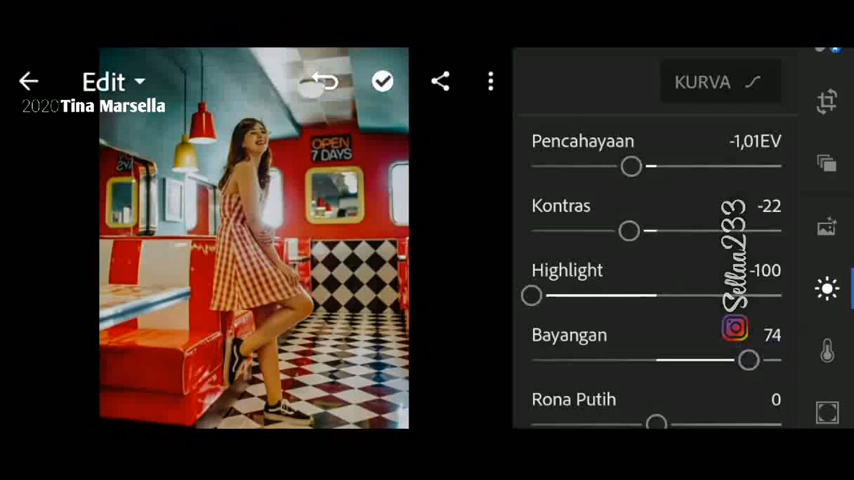 Edit
2020Tina Marsella
OPEN
7 DAYS
KURVA
Pencahayaan -1,01EV
Kontras -22
Highlight -100
Bayangan 74
Rona Putih 0
Sellaa233